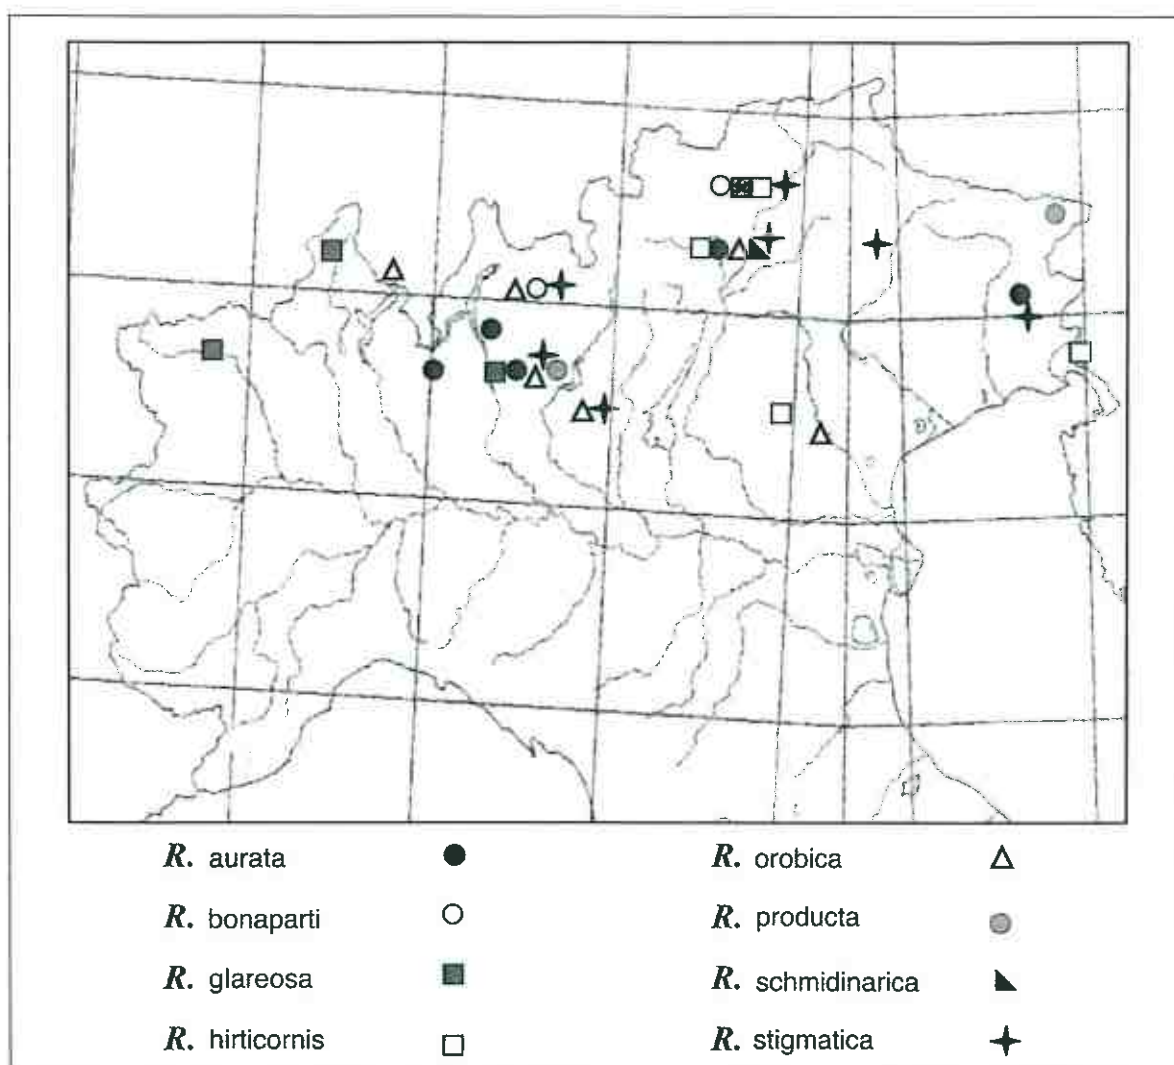 R. aurata
R. bonaparti
R. glareosa
R. hirticornis
R. orobica
R. producta
R. schmidinarica
R. stigmatica